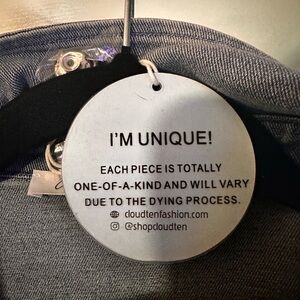 I'M UNIQUE!
EACH PIECE IS TOTALLY
ONE-OF-A-KIND AND WILL VARY
DUE TO THE DYING PROCESS.
doudtenfashion.com
@shopdoudten